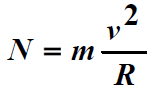 N = m v²/R